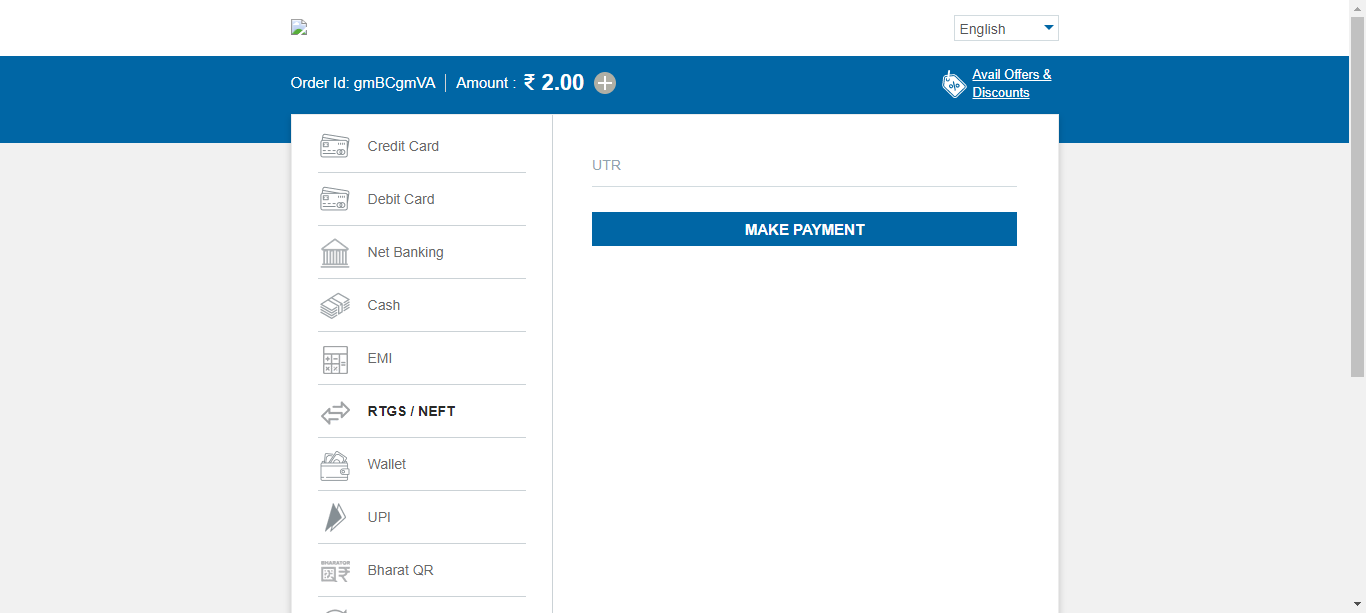 English
Order Id: gmBCgmVA | Amount : ₹ 2.00
Avail Offers &
Discounts
Credit Card
Debit Card
Net Banking
Cash
EMI
RTGS / NEFT
Wallet
UPI
BHARATQR
Bharat QR
UTR
MAKE PAYMENT